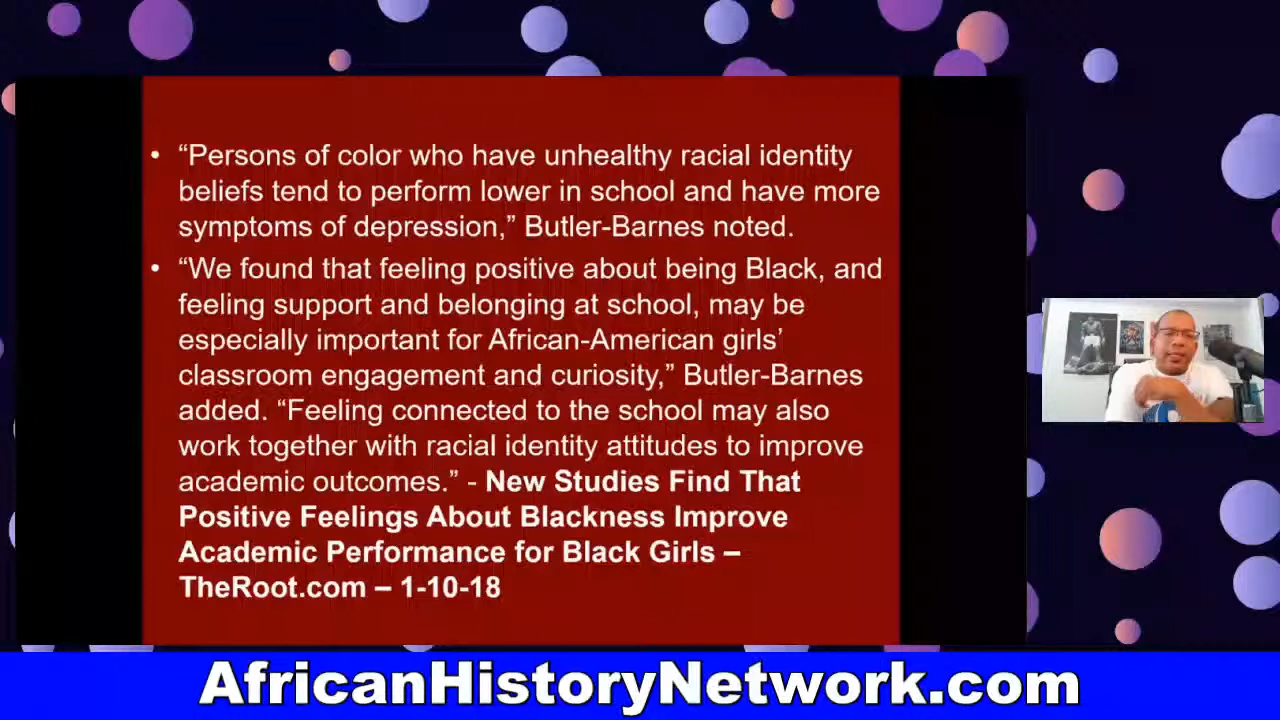 • “Persons of color who have unhealthy racial identity
beliefs tend to perform lower in school and have more
symptoms of depression,” Butler-Barnes noted.
• “We found that feeling positive about being Black, and
feeling support and belonging at school, may be
especially important for African-American girls’
classroom engagement and curiosity,” Butler-Barnes
added. “Feeling connected to the school may also
work together with racial identity attitudes to improve
academic outcomes.” - New Studies Find That
Positive Feelings About Blackness Improve
Academic Performance for Black Girls –
TheRoot.com – 1-10-18
AfricanHistoryNetwork.com